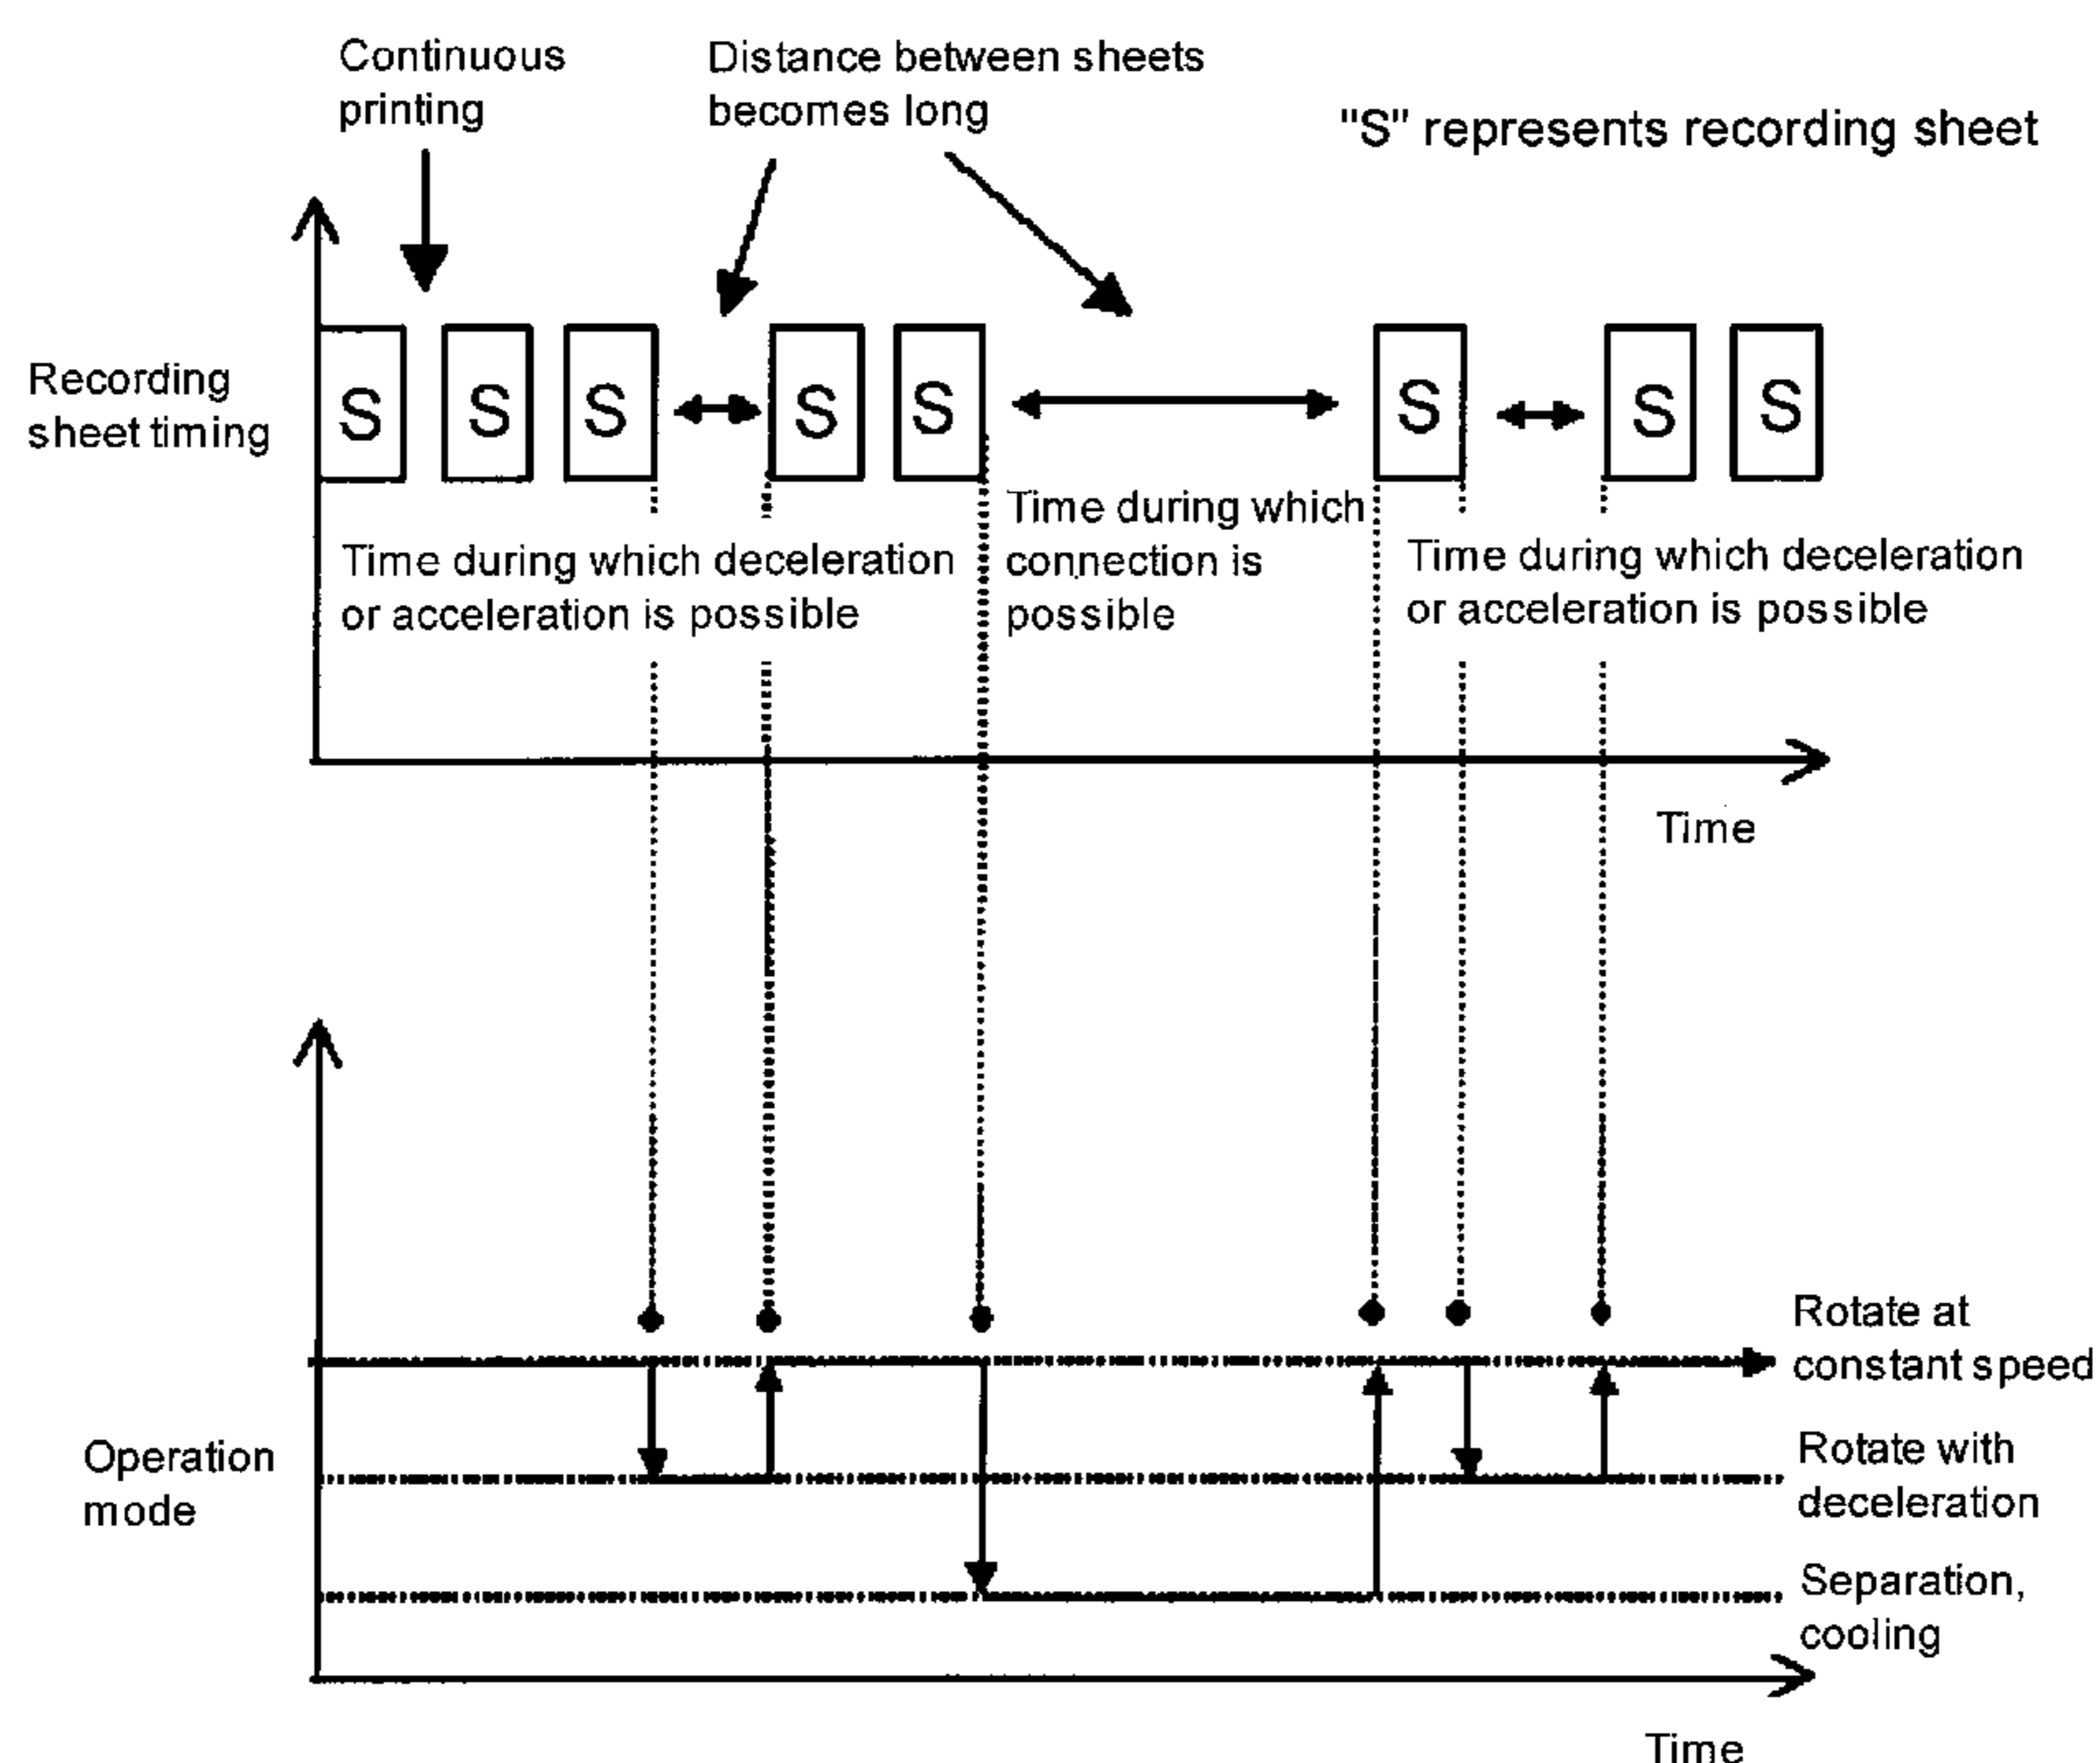 Continuous
printing
Distance between sheets
becomes long
"S" represents recording sheet
Recording
sheet timing
S
S
S
S
S
S
S
S
Time during which deceleration
or acceleration is possible
Time during which
connection is
possible
Time during which deceleration
or acceleration is possible
Time
Operation
mode
Rotate at
constant speed
Rotate with
deceleration
Separation,
cooling
Time